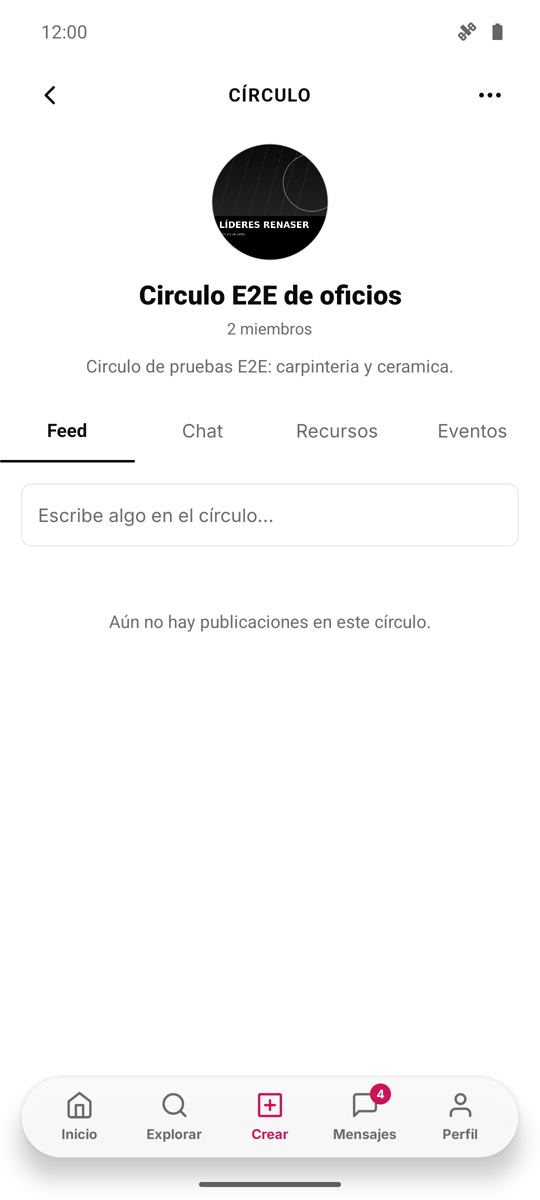 12:00
CÍRCULO
LÍDERES RENASER
Circulo E2E de oficios
2 miembros
Circulo de pruebas E2E: carpinteria y ceramica.
Feed Chat Recursos Eventos
Escribe algo en el círculo...
Aún no hay publicaciones en este círculo.
4
Inicio Explorar Crear Mensajes Perfil